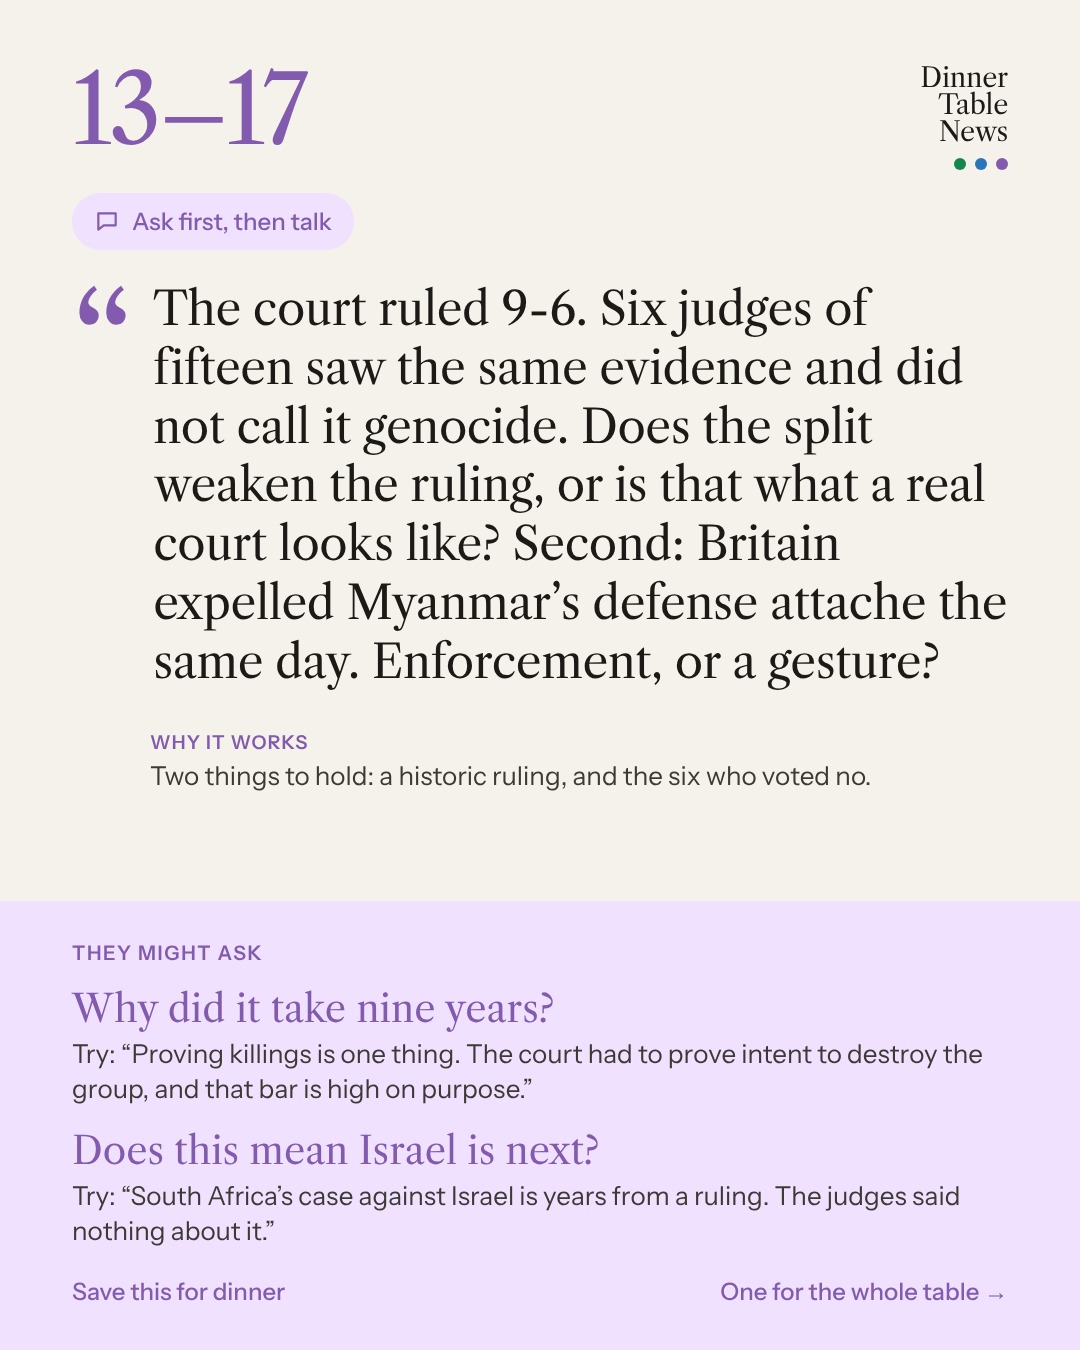 13–17
Dinner
Table
News
Ask first, then talk
“ The court ruled 9-6. Six judges of
fifteen saw the same evidence and did
not call it genocide. Does the split
weaken the ruling, or is that what a real
court looks like? Second: Britain
expelled Myanmar’s defense attache the
same day. Enforcement, or a gesture?
WHY IT WORKS
Two things to hold: a historic ruling, and the six who voted no.
THEY MIGHT ASK
Why did it take nine years?
Try: “Proving killings is one thing. The court had to prove intent to destroy the
group, and that bar is high on purpose.”
Does this mean Israel is next?
Try: “South Africa’s case against Israel is years from a ruling. The judges said
nothing about it.”
Save this for dinner
One for the whole table →